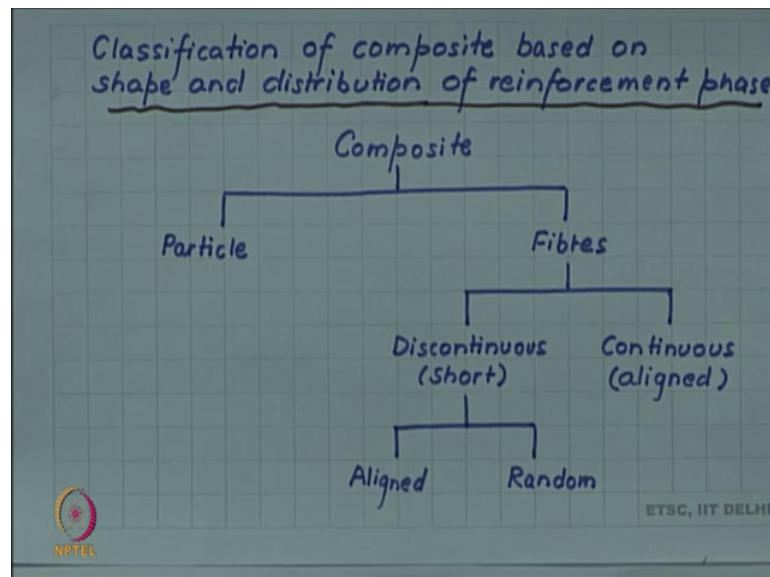 Classification of composite based on
shape and distribution of reinforcement phase
Composite
Particle
Fibres
Discontinuous
(short)
Continuous
(aligned)
Aligned
Random
ETSC, IIT DELHI
NPTEL